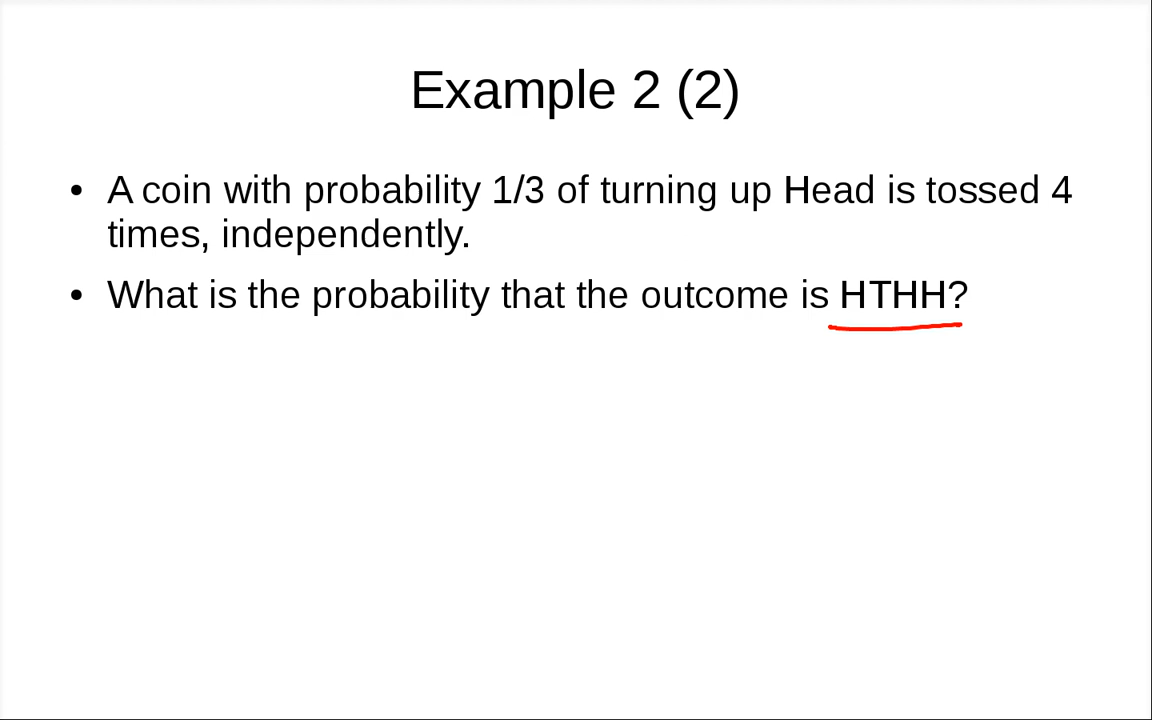 Example 2 (2)
• A coin with probability 1/3 of turning up Head is tossed 4
times, independently.
• What is the probability that the outcome is HTHH?